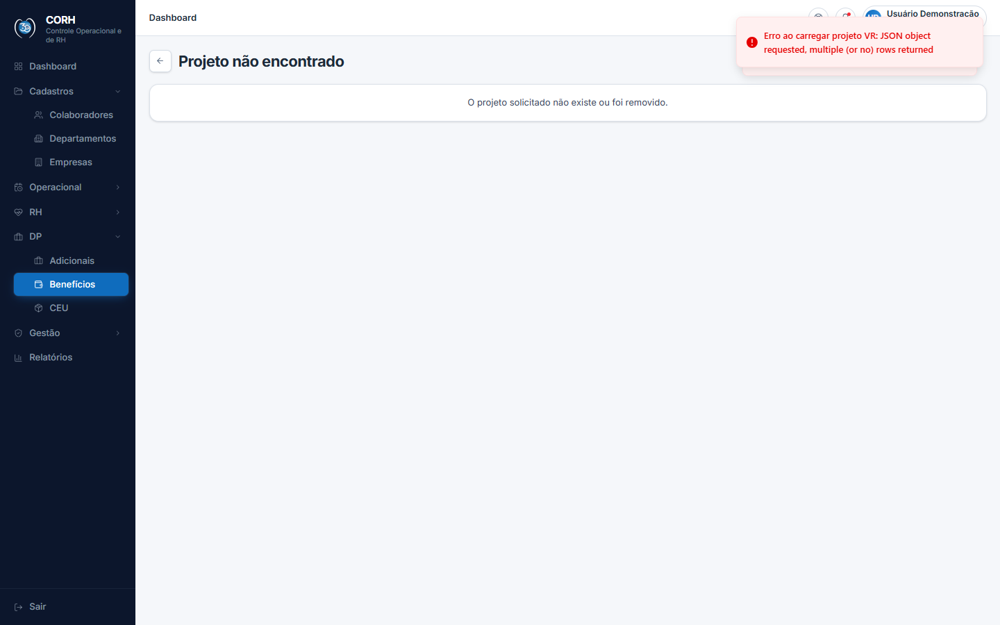 CORH
Controle Operacional e
de RH
Dashboard
Cadastros
Colaboradores
Departamentos
Empresas
Operacional
RH
DP
Adicionais
Benefícios
CEU
Gestão
Relatórios
Sair
Dashboard
Usuário Demonstração
Erro ao carregar projeto VR: JSON object
requested, multiple (or no) rows returned
Projeto não encontrado
O projeto solicitado não existe ou foi removido.